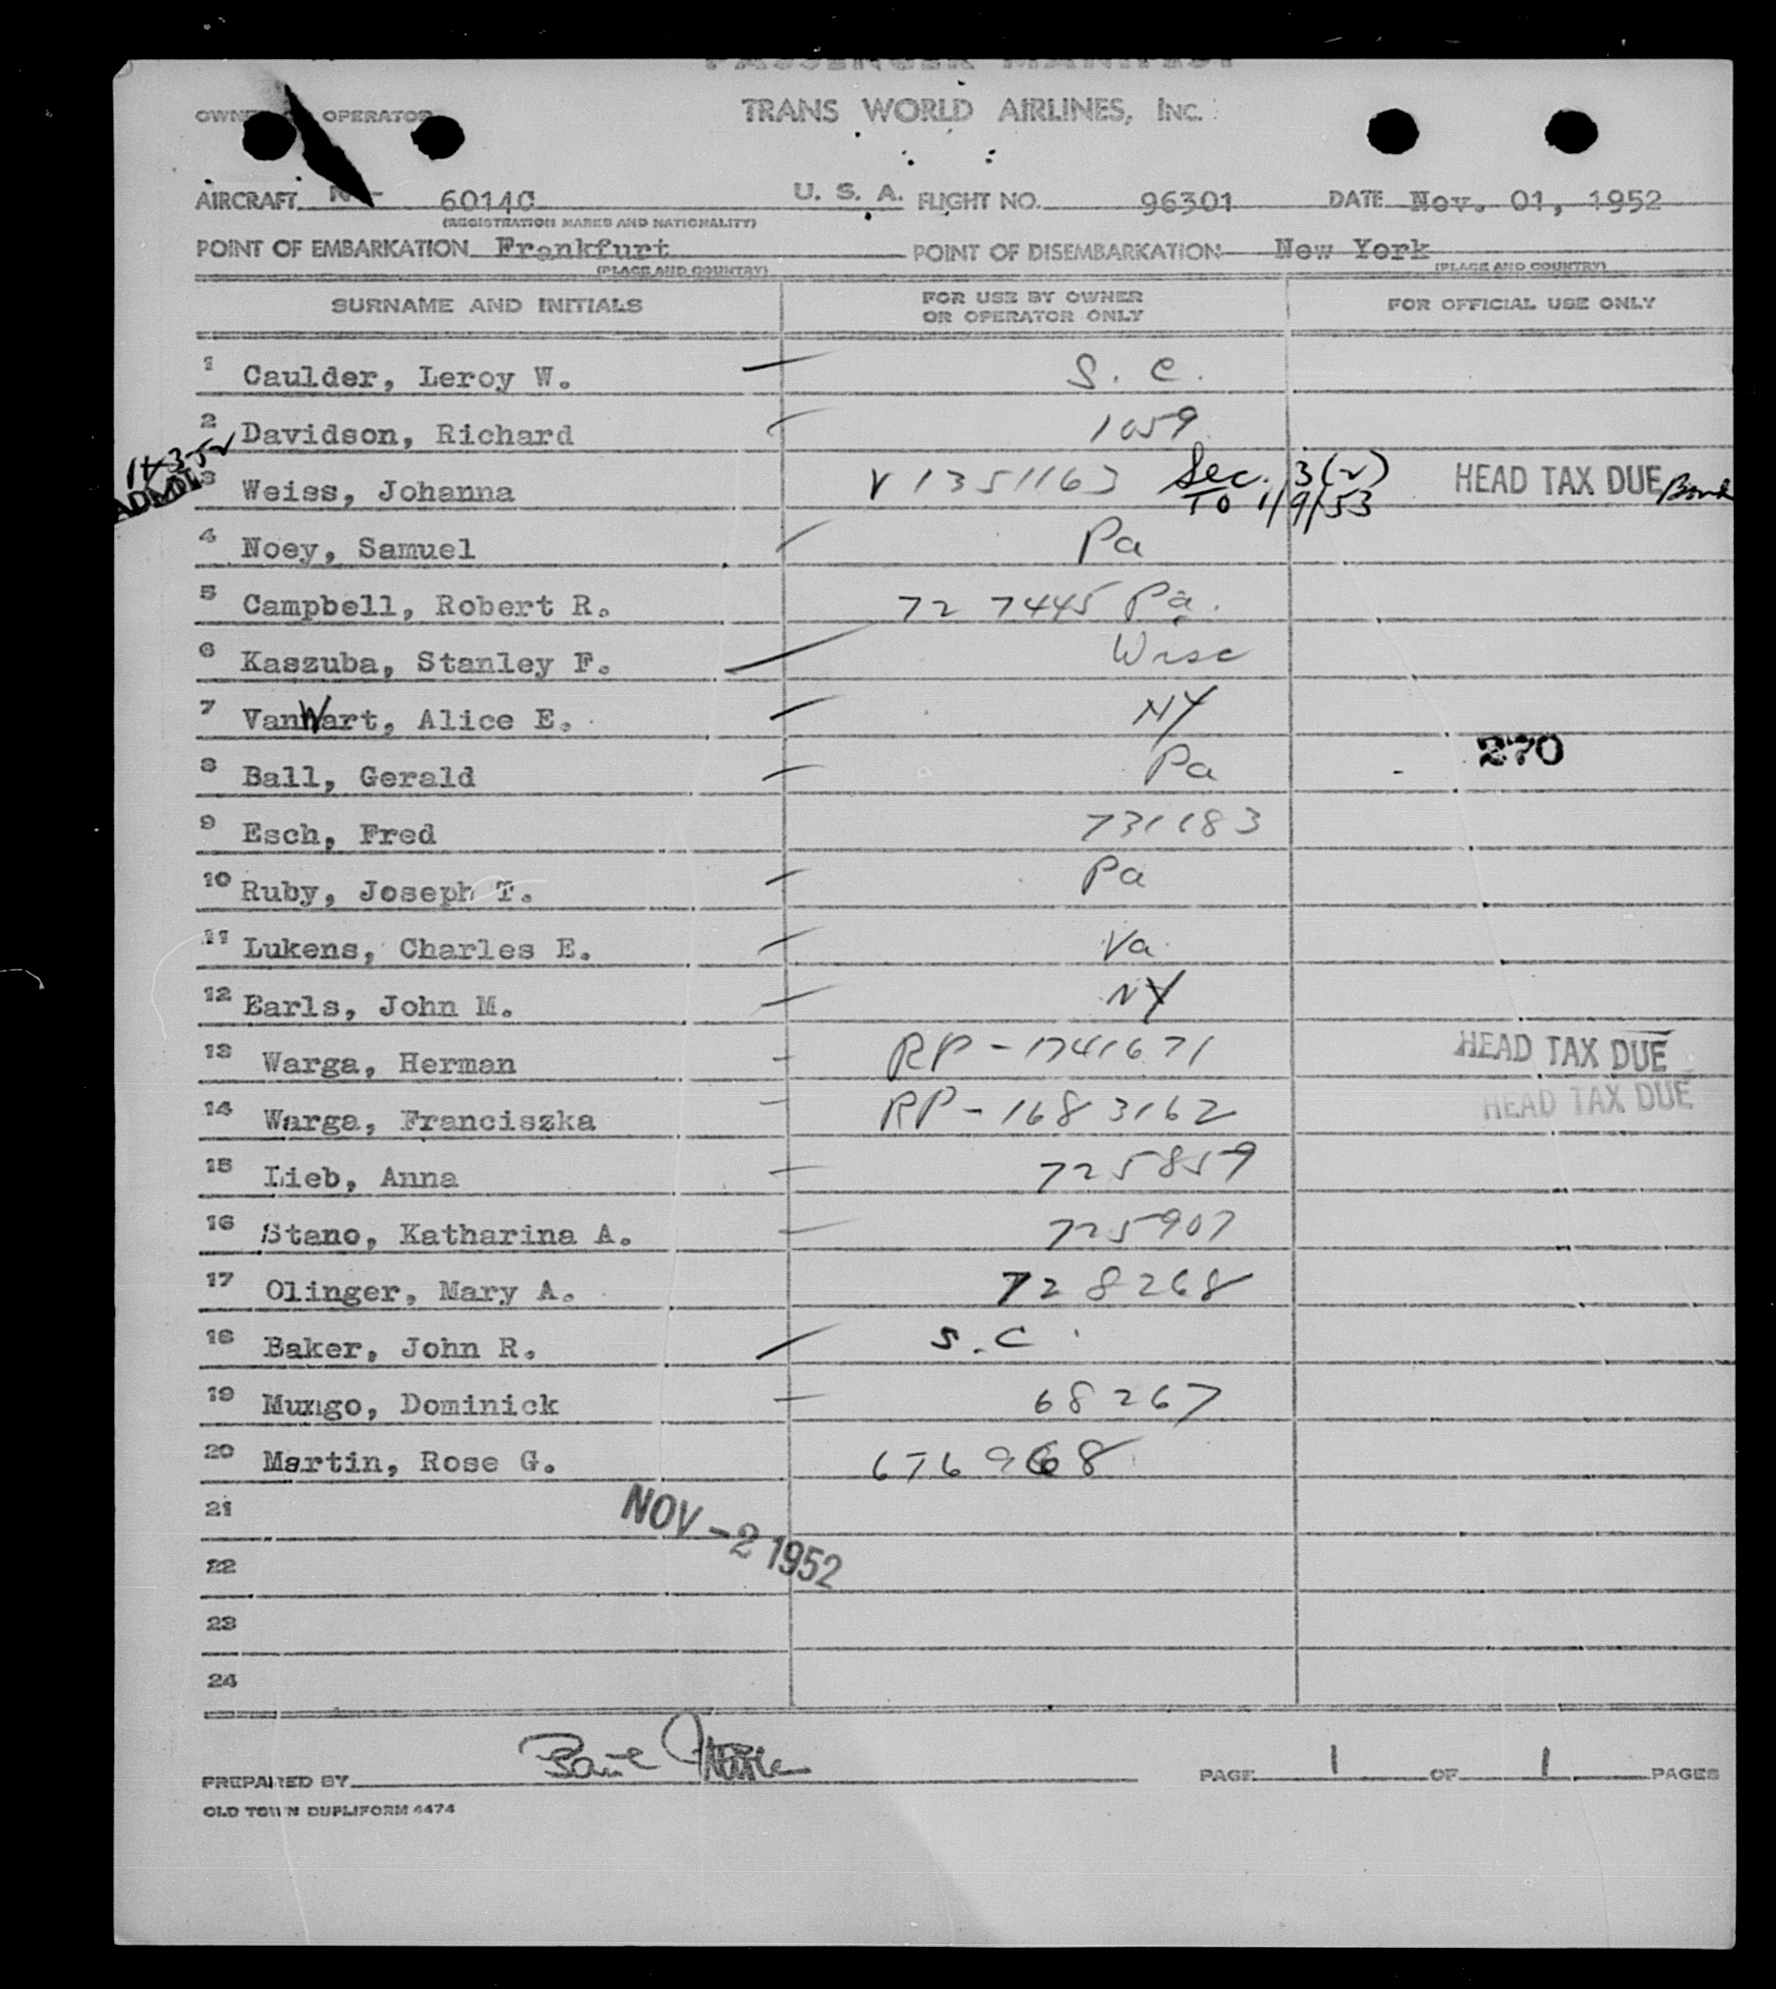 PASSENGER MANIFEST
OWNER OR OPERATOR TRANS WORLD AIRLINES, INC.
AIRCRAFT N- 6014C U. S. A. FLIGHT NO. 96301 DATE Nov. 01, 1952
(REGISTRATION MARKS AND NATIONALITY)
POINT OF EMBARKATION Frankfurt POINT OF DISEMBARKATION New York
(PLACE AND COUNTRY) (PLACE AND COUNTRY)
SURNAME AND INITIALS FOR USE BY OWNER OR OPERATOR ONLY FOR OFFICIAL USE ONLY
1 Caulder, Leroy W. S. C.
2 Davidson, Richard 1059
ADMD 3 Weiss, Johanna V 1351163 Sec. 3(2) HEAD TAX DUE Bond
TO 1/9/53
4 Noey, Samuel Pa
5 Campbell, Robert R. 727445 Pa.
6 Kaszuba, Stanley F. Wisc
7 VanWart, Alice E. NY
270
8 Ball, Gerald Pa
9 Esch, Fred 731183
10 Ruby, Joseph T. Pa
11 Lukens, Charles E. Va
12 Earls, John M. NY
13 Warga, Herman RP-1741671 HEAD TAX DUE
14 Warga, Franciszka RP-1683162 HEAD TAX DUE
15 Lieb, Anna 725859
16 Stano, Katharina A. 725907
17 Olinger, Mary A. 728268
18 Baker, John R. S.C
19 Mungo, Dominick 68267
20 Martin, Rose G. 676968
21
NOV -2 1952
22
23
24
PREPARED BY PAGE 1 OF 1 PAGES
OLD TOWN DUPLIFORM 4474